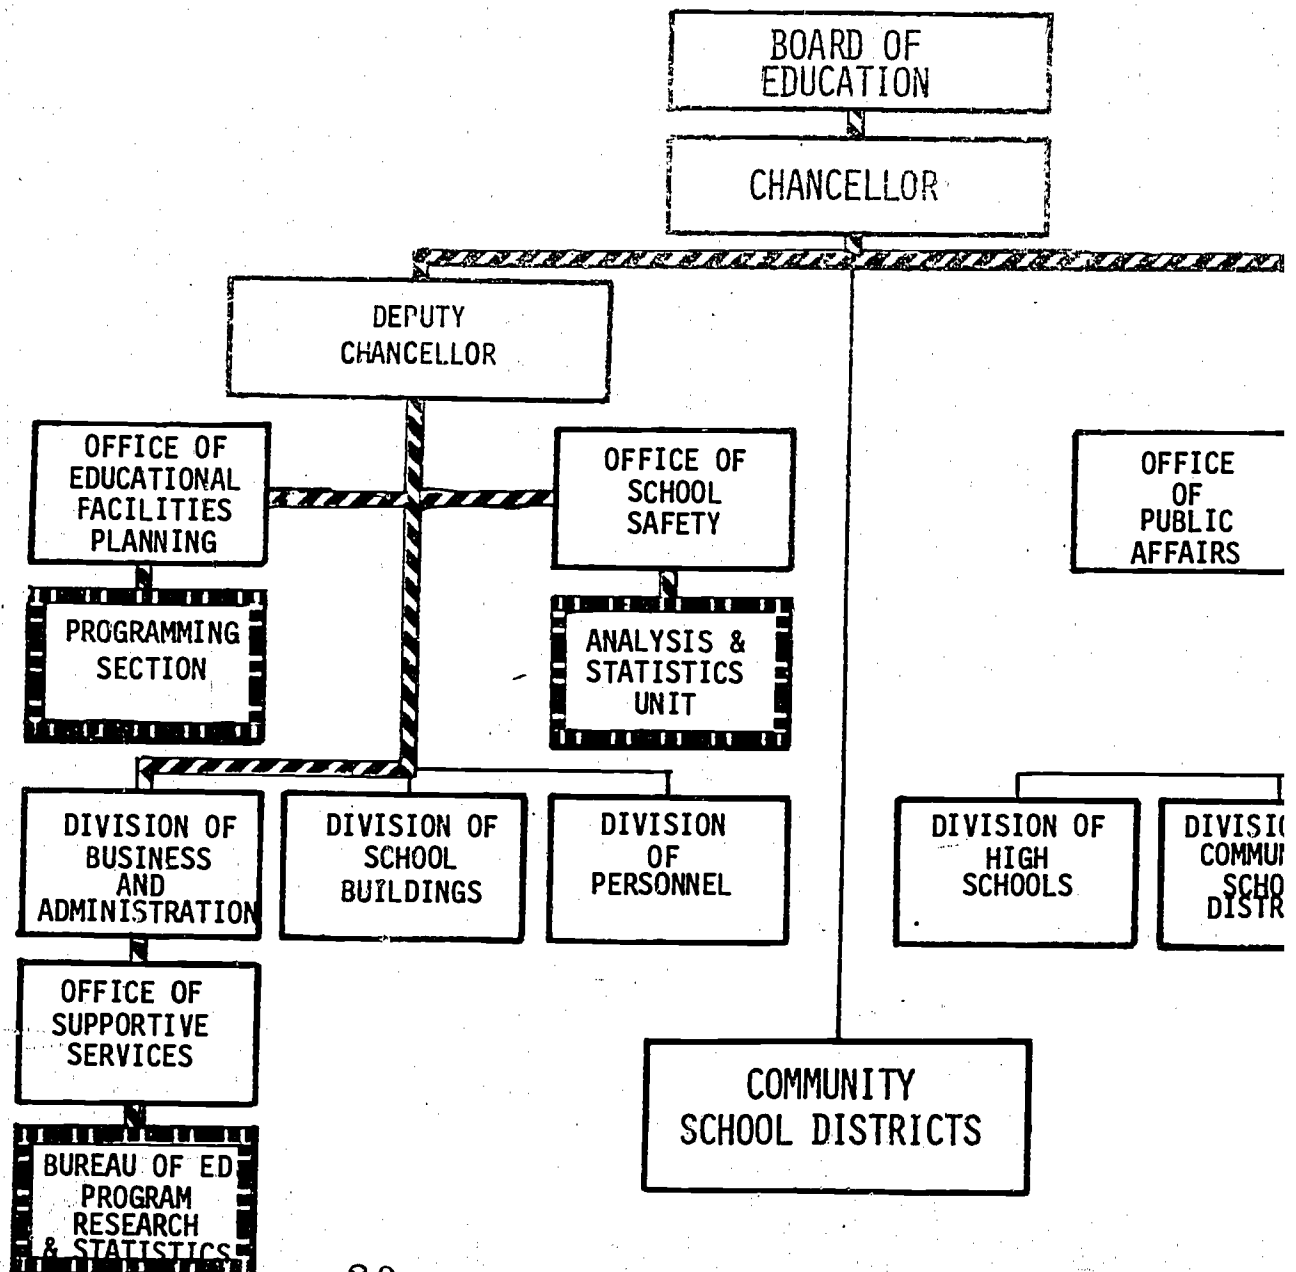 BOARD OF
EDUCATION
CHANCELLOR
DEPUTY
CHANCELLOR
OFFICE OF
EDUCATIONAL
FACILITIES
PLANNING
OFFICE OF
SCHOOL
SAFETY
OFFICE
OF
PUBLIC
AFFAIRS
PROGRAMMING
SECTION
ANALYSIS &
STATISTICS
UNIT
DIVISION OF
BUSINESS
AND
ADMINISTRATION
DIVISION OF
SCHOOL
BUILDINGS
DIVISION
OF
PERSONNEL
DIVISION OF
HIGH
SCHOOLS
OFFICE OF
SUPPORTIVE
SERVICES
COMMUNITY
SCHOOL DISTRICTS
BUREAU OF ED
PROGRAM
RESEARCH
& STATISTICS